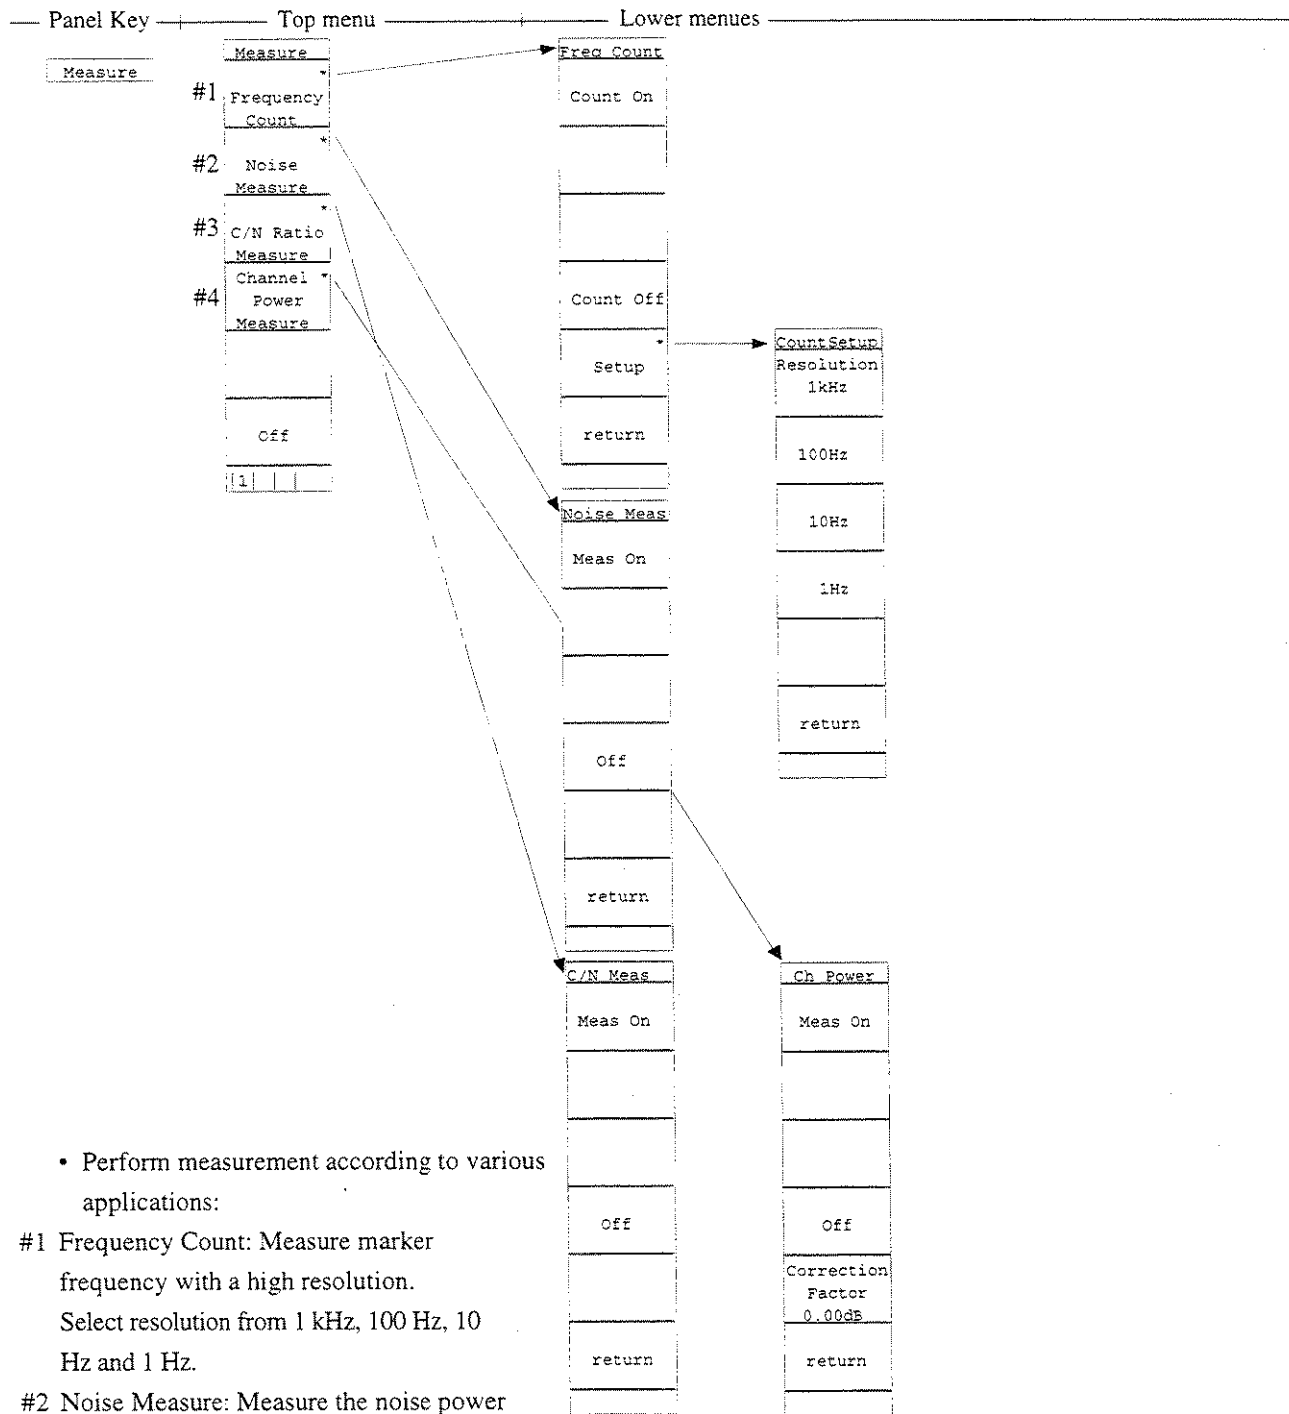 Panel Key Top menu Lower menues
Measure
Measure
*
#1 Frequency
Count
*
#2 Noise
Measure
*
#3 C/N Ratio
Measure
Channel *
#4 Power
Measure
Off
1
Freq Count
Count On
Count Off
*
Setup
return
CountSetup
Resolution
1kHz
100Hz
10Hz
1Hz
return
Noise Meas
Meas On
Off
return
C/N Meas
Meas On
Off
return
Ch Power
Meas On
Off
Correction
Factor
0.00dB
return
• Perform measurement according to various
applications:
#1 Frequency Count: Measure marker
frequency with a high resolution.
Select resolution from 1 kHz, 100 Hz, 10
Hz and 1 Hz.
#2 Noise Measure: Measure the noise power